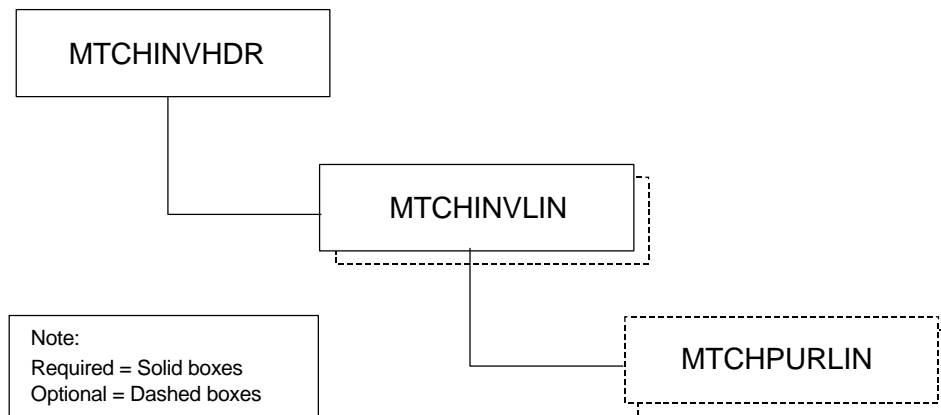 MTCHINVHDR
MTCHINVLIN
MTCHPURLIN
Note:
Required = Solid boxes
Optional = Dashed boxes